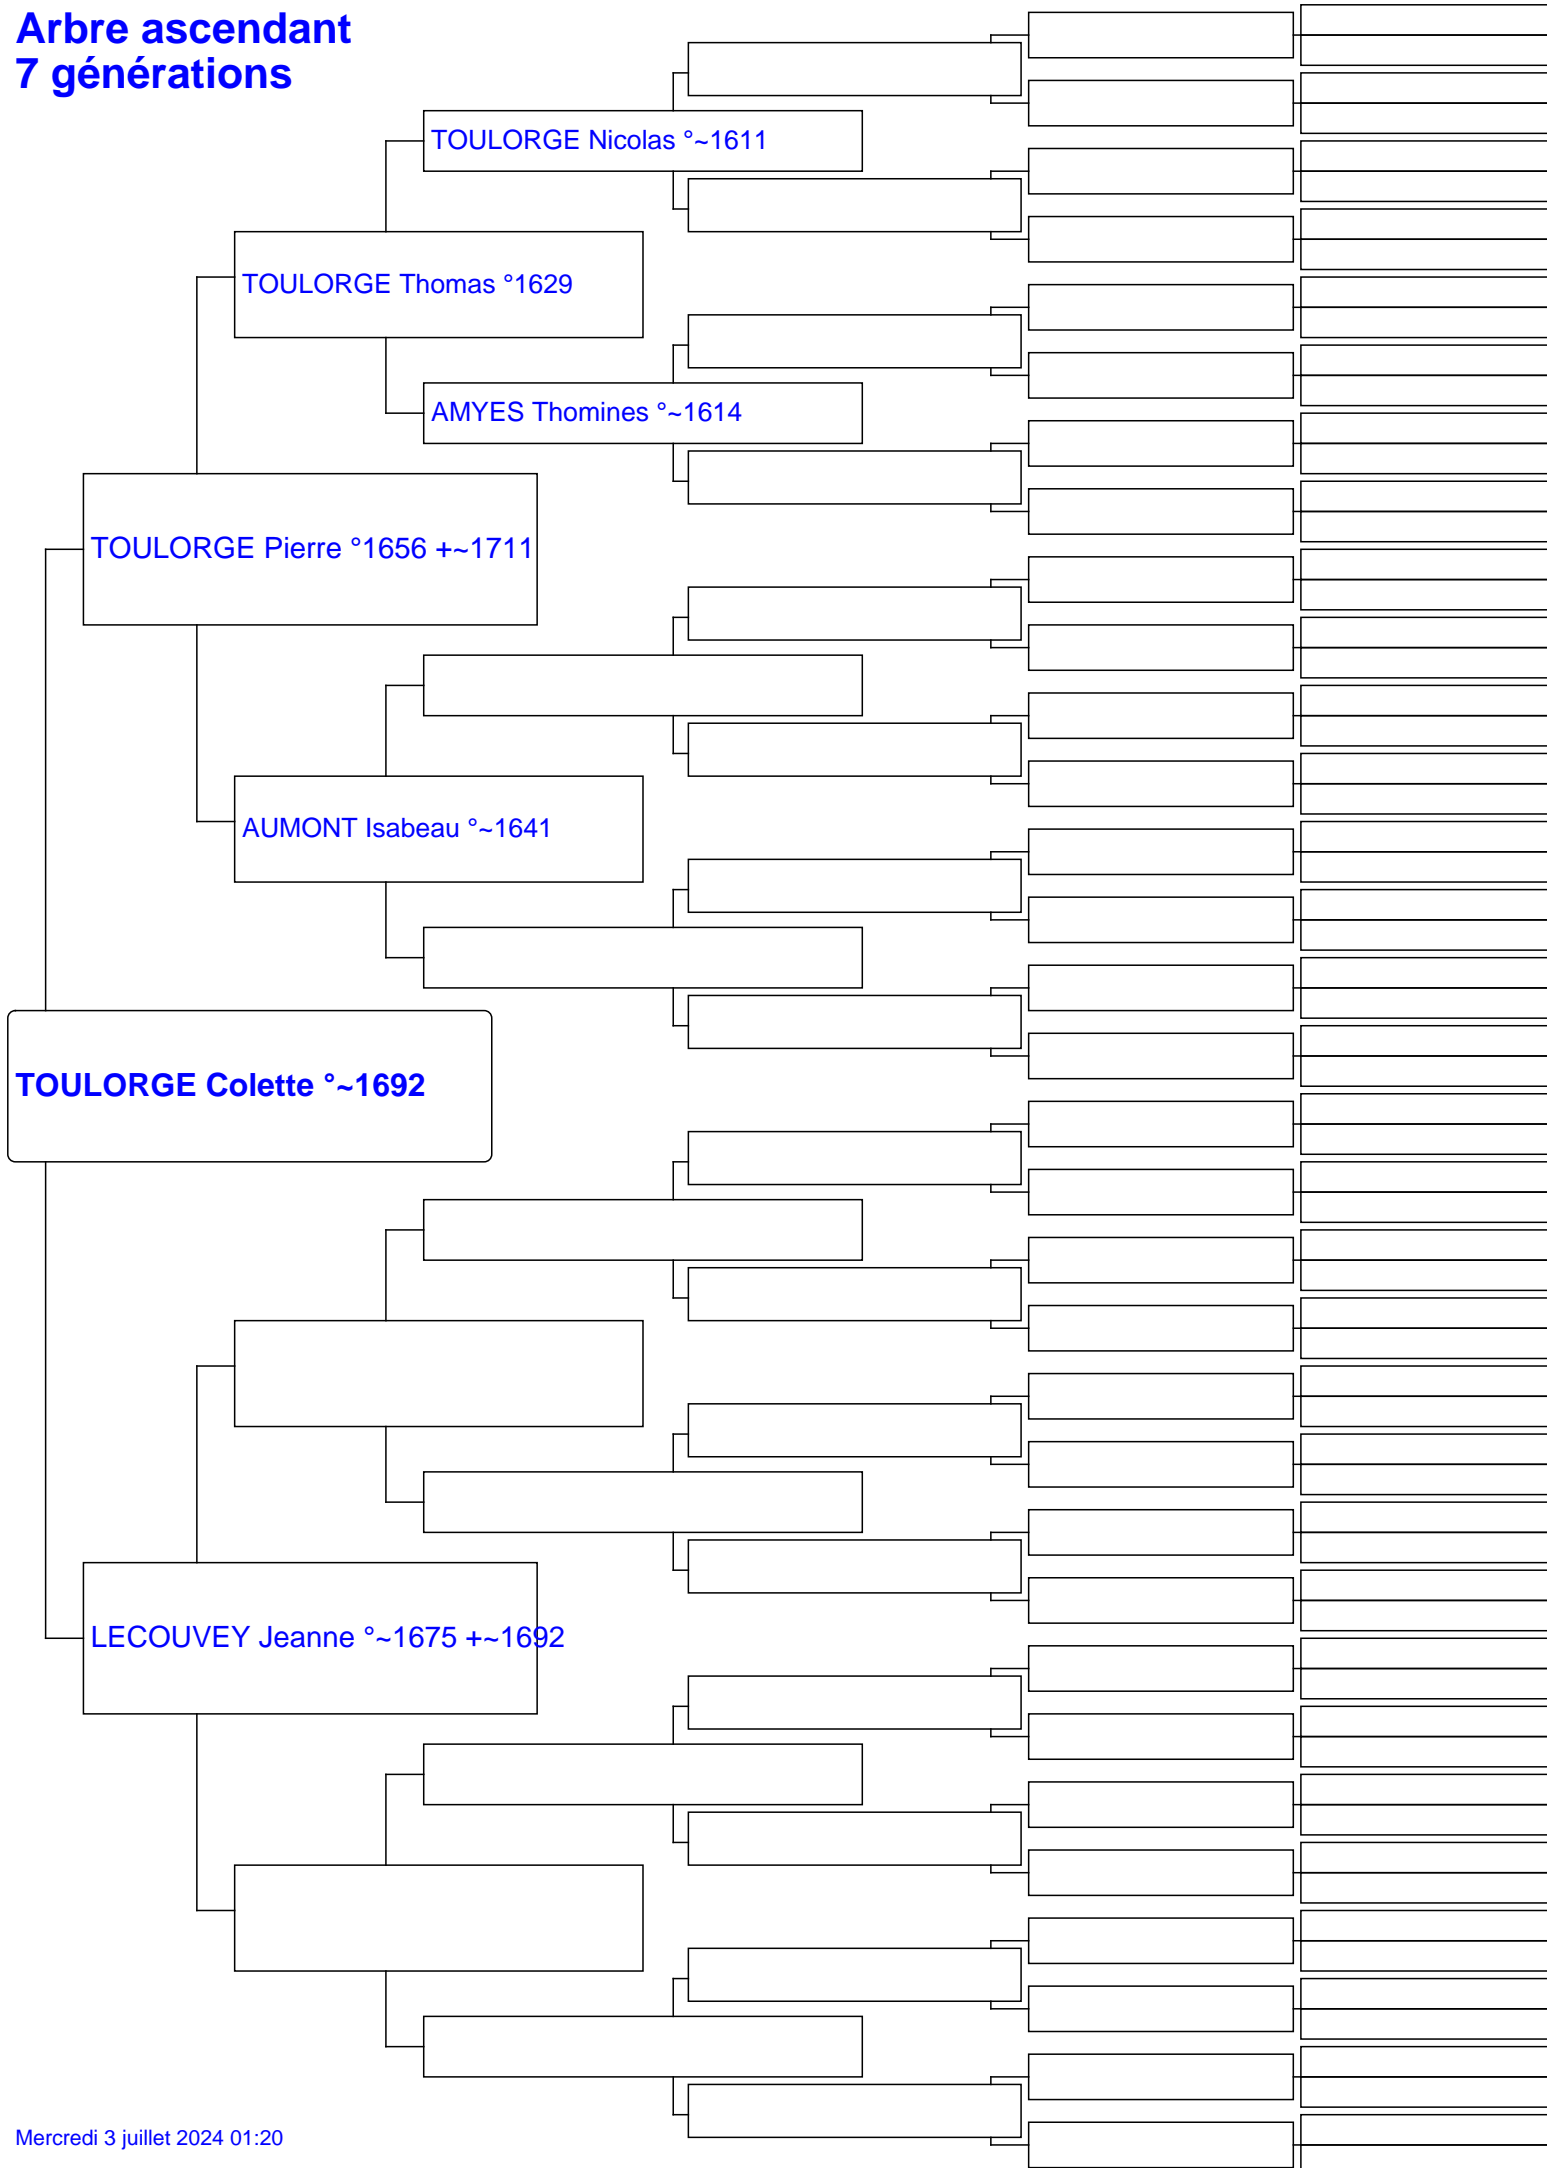 Arbre ascendant
7 générations
TOULORGE Nicolas °~1611
TOULORGE Thomas °1629
AMYES Thomines °~1614
TOULORGE Pierre °1656 +~1711
AUMONT Isabeau °~1641
TOULORGE Colette °~1692
LECOUVEY Jeanne °~1675 +~1692
Mercredi 3 juillet 2024 01:20